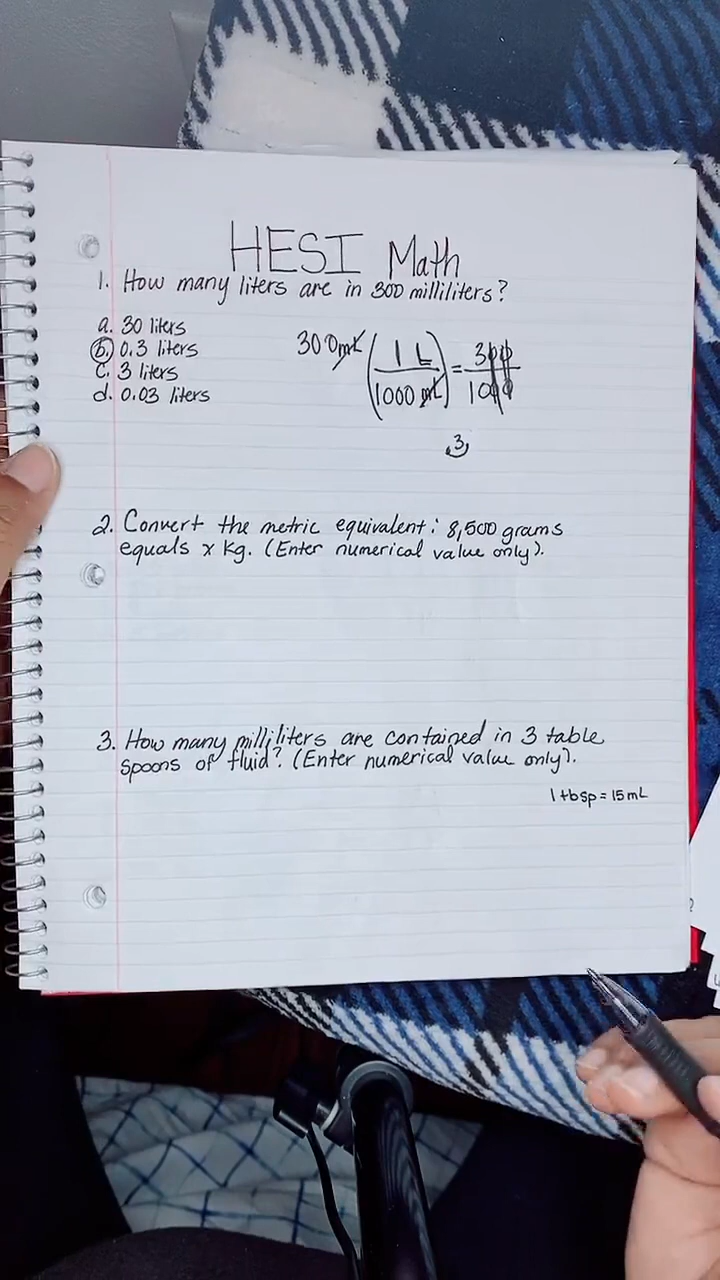 HESI Math
1. How many liters are in 300 milliliters?
a. 30 liters
b. 0.3 liters
c. 3 liters
d. 0.03 liters
300mL (1 L / 1000 mL) = 300 / 1000
.3
2. Convert the metric equivalent: 8,500 grams
equals x kg. (Enter numerical value only).
3. How many milliliters are contained in 3 table
spoons of fluid? (Enter numerical value only).
1 tbsp = 15 mL